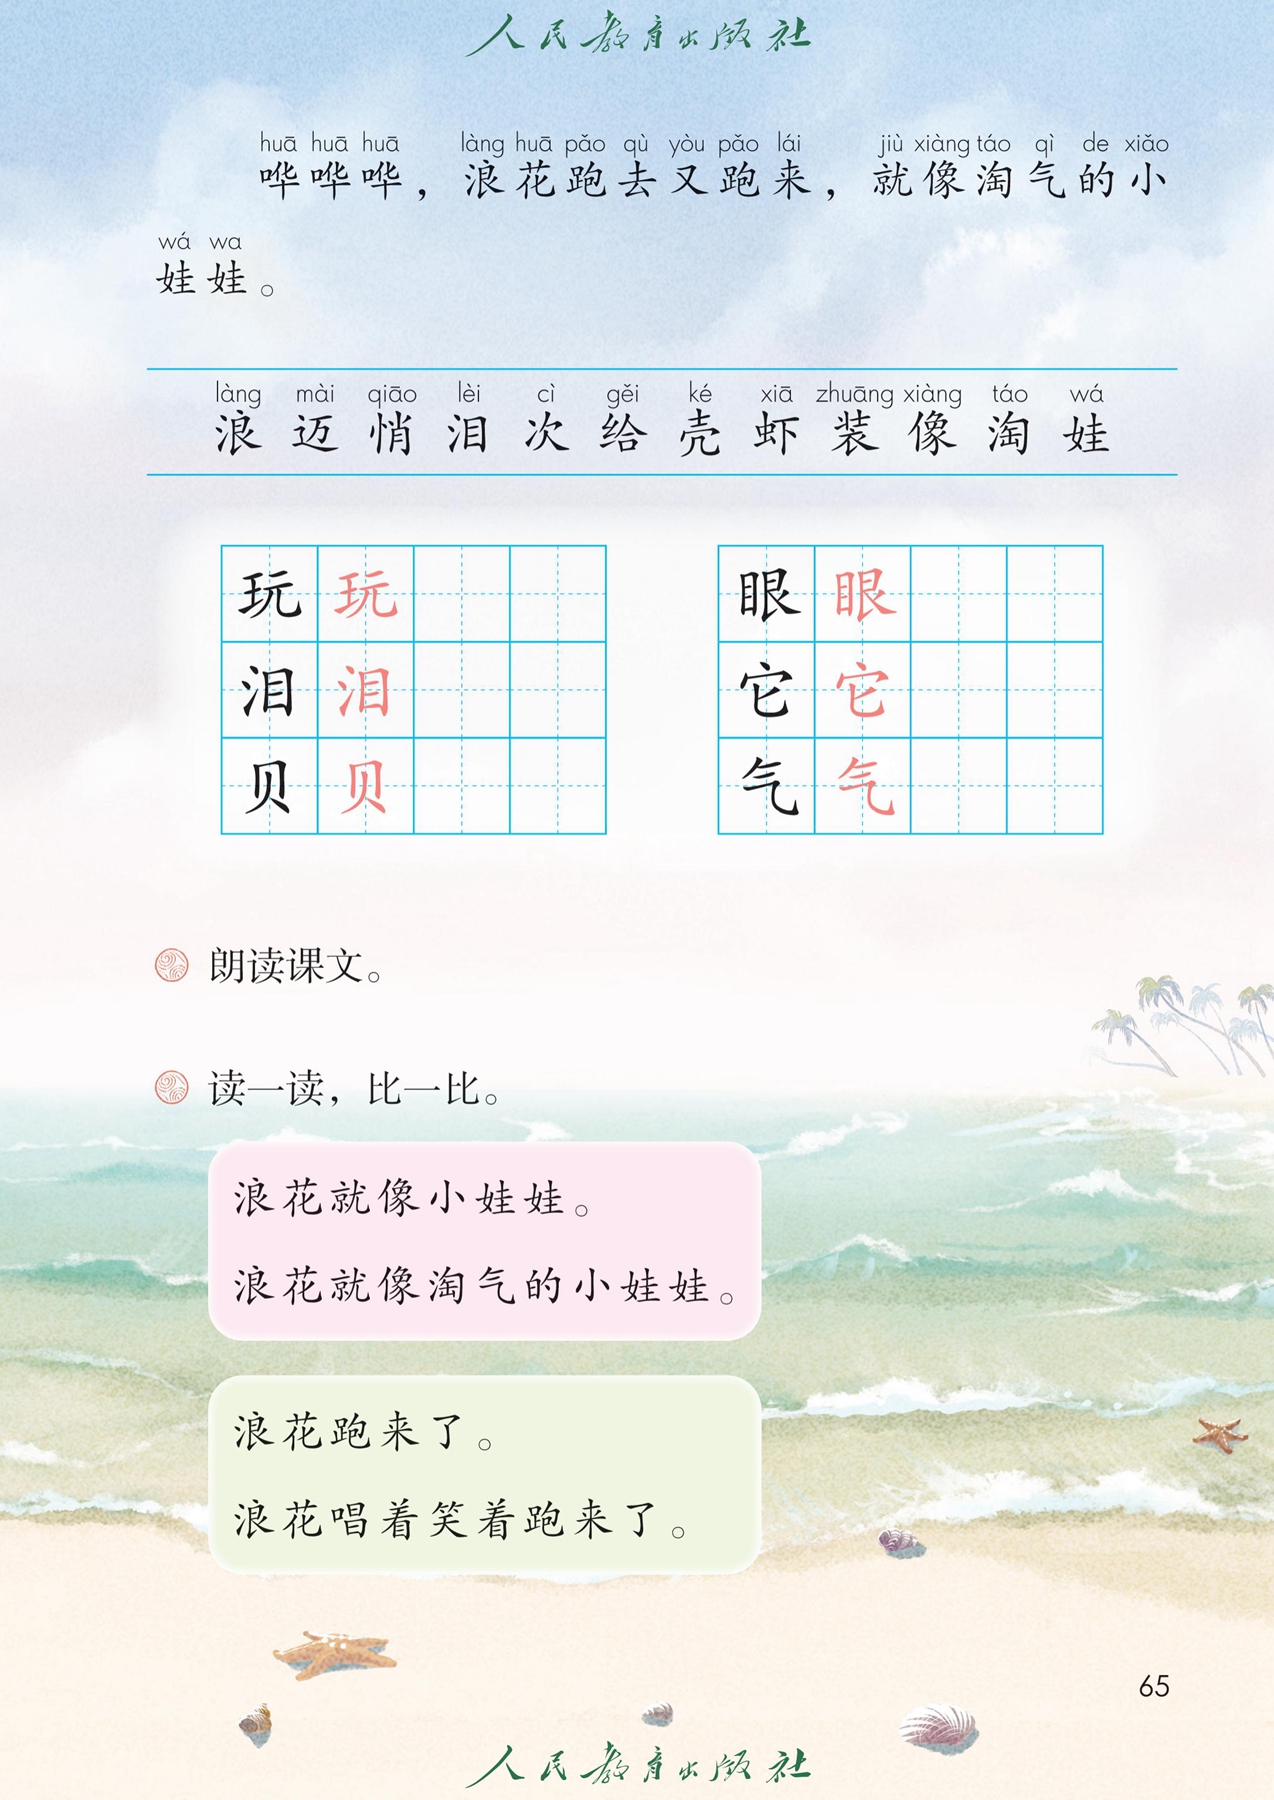 人民教育出版社
huā huā huā làng huā pǎo qù yòu pǎo lái jiù xiàng táo qì de xiǎo
哗哗哗，浪花跑去又跑来，就像淘气的小
wá wa
娃娃。
làng mài qiāo lèi cì gěi ké xiā zhuāng xiàng táo wá
浪 迈 悄 泪 次 给 壳 虾 装 像 淘 娃
玩 玩 眼 眼
泪 泪 它 它
贝 贝 气 气
朗读课文。
读一读，比一比。
浪花就像小娃娃。
浪花就像淘气的小娃娃。
浪花跑来了。
浪花唱着笑着跑来了。
65
人民教育出版社